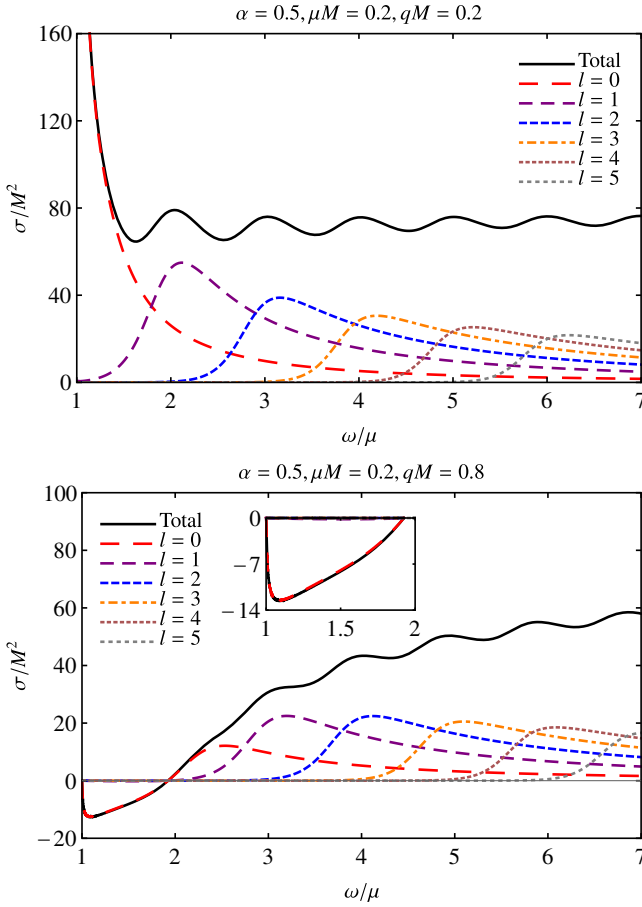 α = 0.5, μM = 0.2, qM = 0.2
160
120
80
40
0
σ/M²
Total
l = 0
l = 1
l = 2
l = 3
l = 4
l = 5
1 2 3 4 5 6 7
ω/μ
α = 0.5, μM = 0.2, qM = 0.8
100
80
60
40
20
0
−20
σ/M²
Total
l = 0
l = 1
l = 2
l = 3
l = 4
l = 5
0
−7
−14
1 1.5 2
1 2 3 4 5 6 7
ω/μ